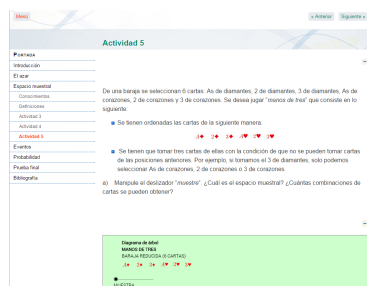 Menú
« Anterior
Siguiente »
Actividad 5
PORTADA
Introducción
El azar
Espacio muestral
Conocimientos
Definiciones
Actividad 3
Actividad 4
Actividad 5
Eventos
Probabilidad
Prueba final
Bibliografía
De una baraja se seleccionan 6 cartas: As de diamantes, 2 de diamantes, 3 de diamantes, As de
corazones, 2 de corazones y 3 de corazones. Se desea jugar "manos de tres" que consiste en lo
siguiente:
Se tienen ordenadas las cartas de la siguiente manera:
A♦ 2♦ 3♦ A♥ 2♥ 3♥
Se tienen que tomar tres cartas de ellas con la condición de que no se pueden tomar cartas
de las posiciones anteriores. Por ejemplo, si tomamos el 3 de diamantes, solo podemos
seleccionar As de corazones, 2 de corazones o 3 de corazones
a) Manipule el deslizador "muestre". ¿Cuál es el espacio muestral? ¿Cuántas combinaciones de
cartas se pueden obtener?
Diagrama de árbol
MANOS DE TRES
BARAJA REDUCIDA (6 CARTAS)
A♦ 2♦ 3♦ A♥ 2♥ 3♥
MUESTRA